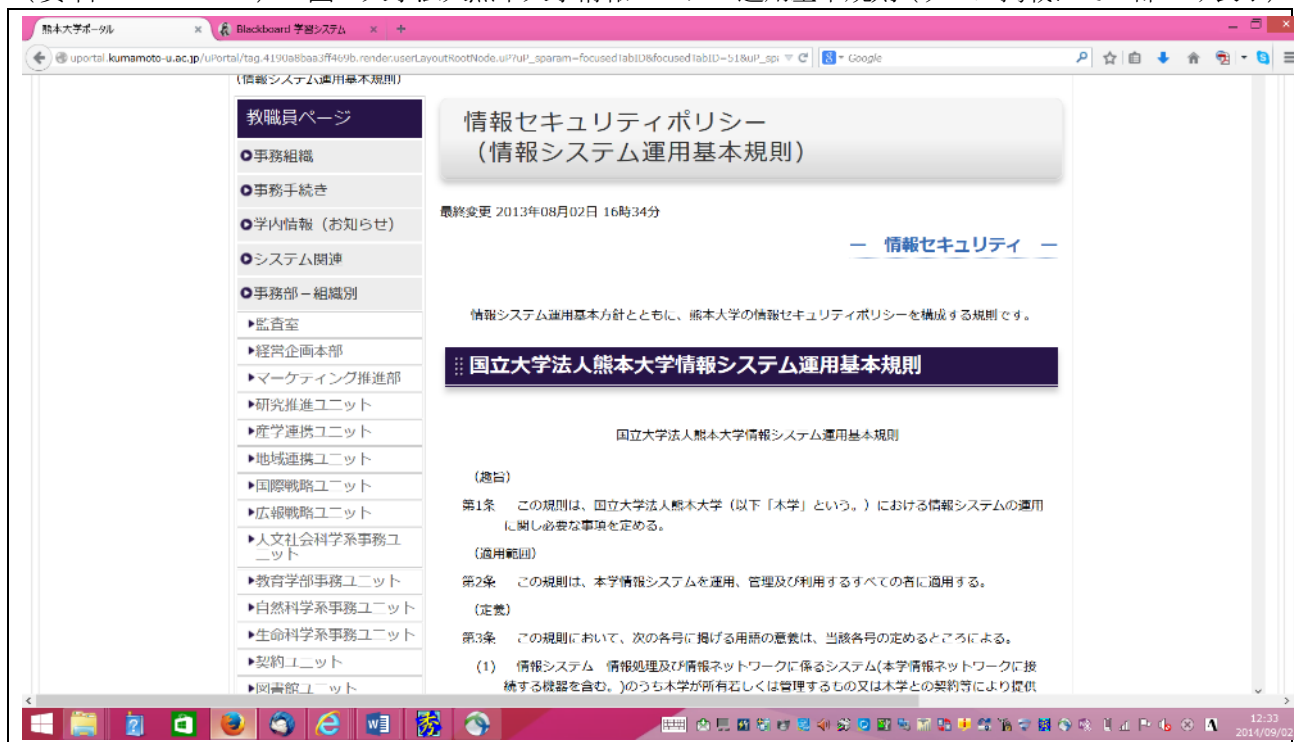 熊本大学ポータル
Blackboard 学習システム
uportal.kumamoto-u.ac.jp/uPortal/tag.4190a8baa3ff469b.render.userLayoutRootNode.uP?uP_sparam=focusedTabID&focusedTabID=51&uP_sp
Google
(情報システム運用基本規則)
教職員ページ
事務組織
事務手続き
学内情報（お知らせ）
システム関連
事務部－組織別
監査室
経営企画本部
マーケティング推進部
研究推進ユニット
産学連携ユニット
地域連携ユニット
国際戦略ユニット
広報戦略ユニット
人文社会科学系事務ユ
ニット
教育学部事務ユニット
自然科学系事務ユニット
生命科学系事務ユニット
契約ユニット
図書館ユニット
情報セキュリティポリシー
（情報システム運用基本規則）
最終変更 2013年08月02日 16時34分
― 情報セキュリティ ―
情報システム運用基本方針とともに、熊本大学の情報セキュリティポリシーを構成する規則です。
国立大学法人熊本大学情報システム運用基本規則
国立大学法人熊本大学情報システム運用基本規則
（趣旨）
第1条 この規則は、国立大学法人熊本大学（以下「本学」という。）における情報システムの運用
に関し必要な事項を定める。
（適用範囲）
第2条 この規則は、本学情報システムを運用、管理及び利用するすべての者に適用する。
（定義）
第3条 この規則において、次の各号に掲げる用語の意義は、当該各号の定めるところによる。
(1) 情報システム 情報処理及び情報ネットワークに係るシステム(本学情報ネットワークに接
続する機器を含む。)のうち本学が所有若しくは管理するもの又は本学との契約等により提供
12:33
2014/09/02